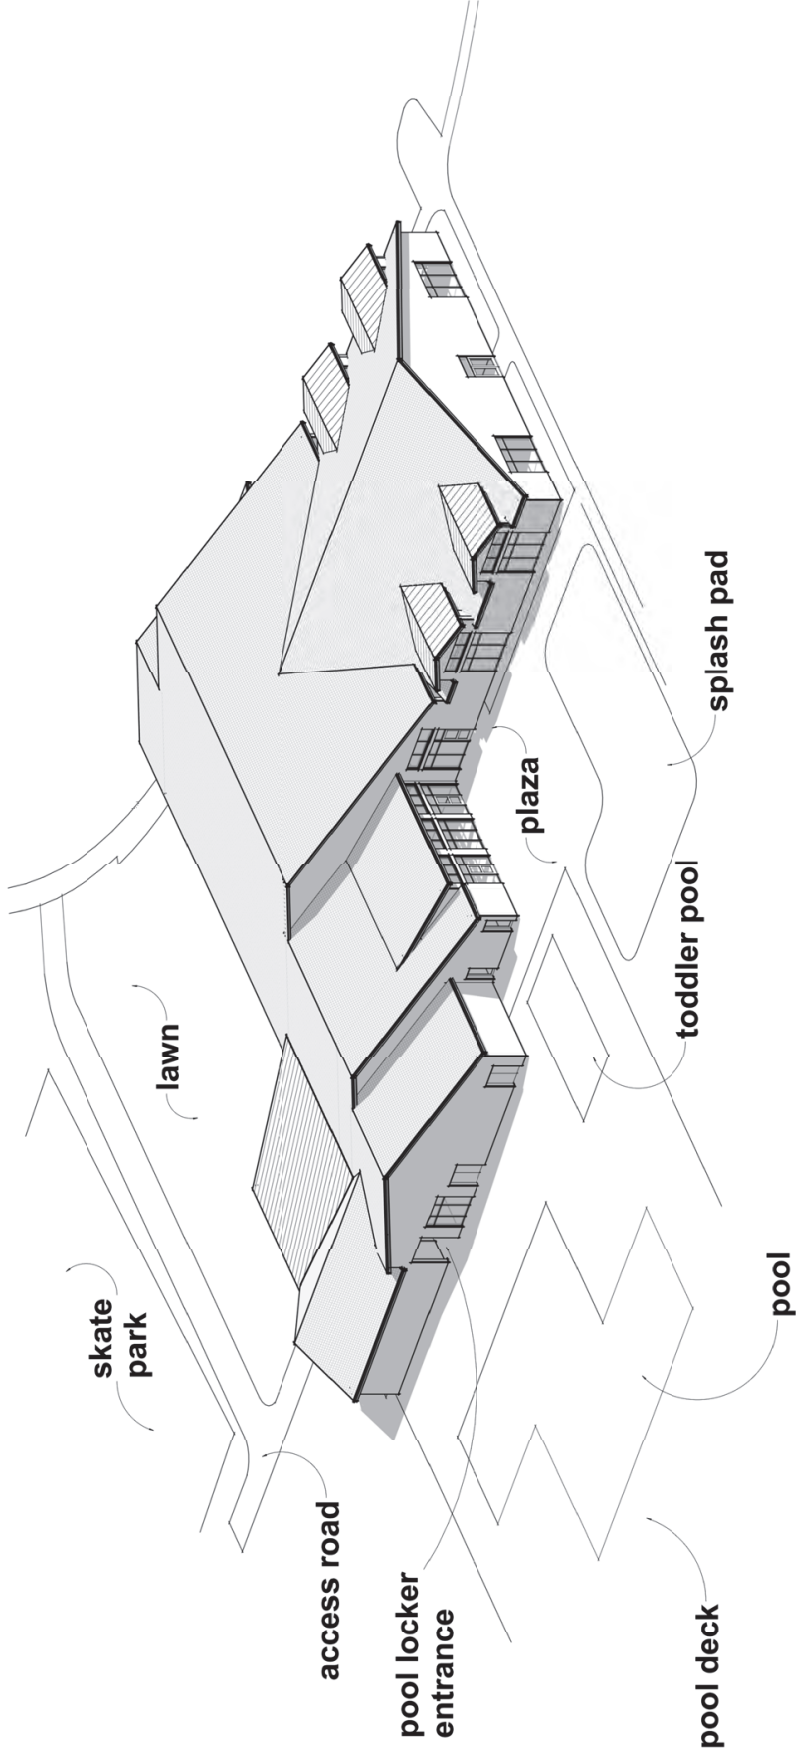 skate
park
lawn
access road
pool locker
entrance
plaza
splash pad
toddler pool
pool
pool deck